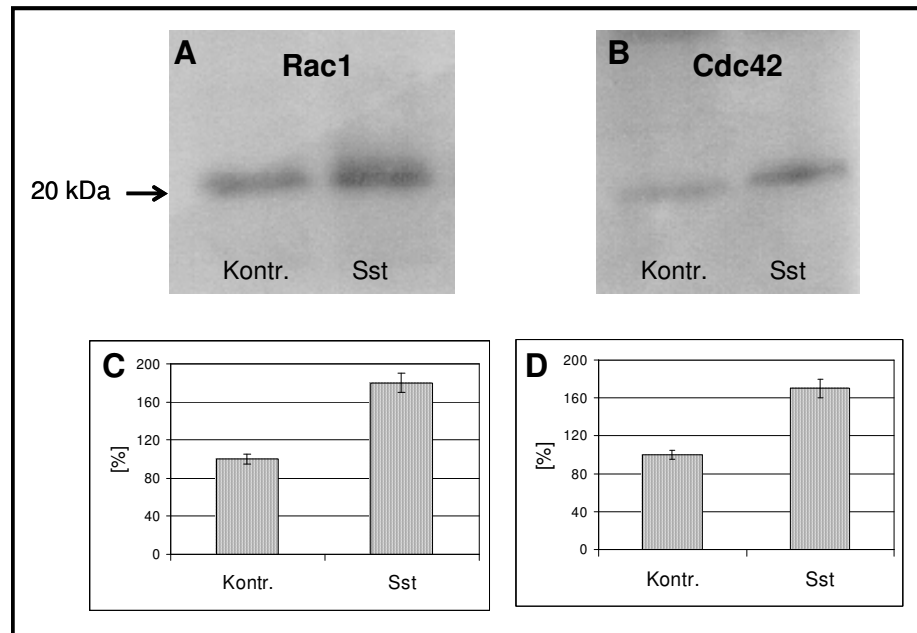 A
Rac1
B
Cdc42
20 kDa
Kontr. Sst
Kontr. Sst
C
[%]
200
160
120
80
40
0
Kontr. Sst
D
[%]
200
160
120
80
40
0
Kontr. Sst